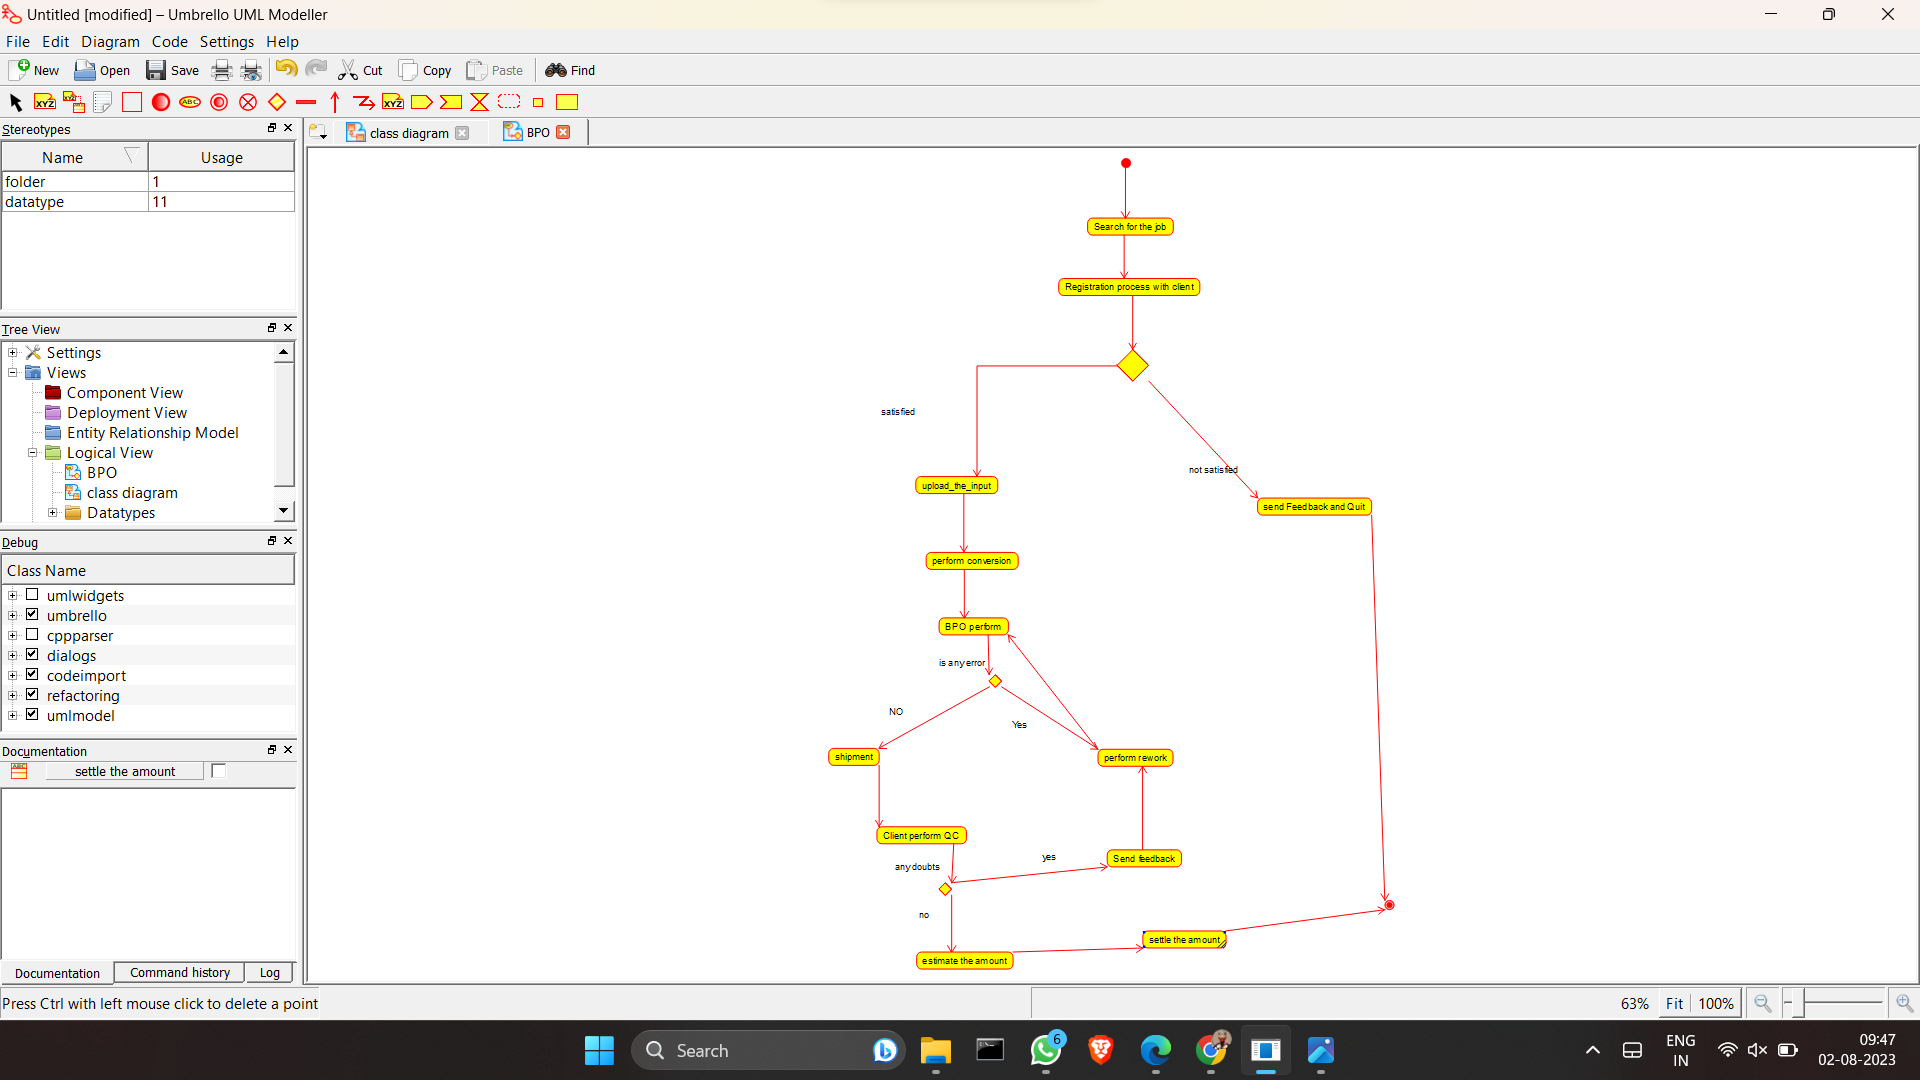 Untitled [modified] – Umbrello UML Modeller
File Edit Diagram Code Settings Help
New Open Save Cut Copy Paste Find
XYZ XYZ ABC XYZ
Stereotypes
class diagram BPO
Name Usage
folder 1
datatype 11
Tree View
Settings
Views
Component View
Deployment View
Entity Relationship Model
Logical View
BPO
class diagram
Datatypes
Debug
Class Name
umlwidgets
umbrello
cppparser
dialogs
codeimport
refactoring
umlmodel
Documentation
settle the amount
Documentation Command history Log
Search for the job
Registration process with client
satisfied
not satisfied
upload_the_input
send Feedback and Quit
perform conversion
BPO perform
is any error
NO
Yes
shipment
perform rework
Client perform QC
any doubts
yes
Send feedback
no
settle the amount
estimate the amount
Press Ctrl with left mouse click to delete a point
63% Fit 100%
Search
6
ENG
IN
09:47
02-08-2023